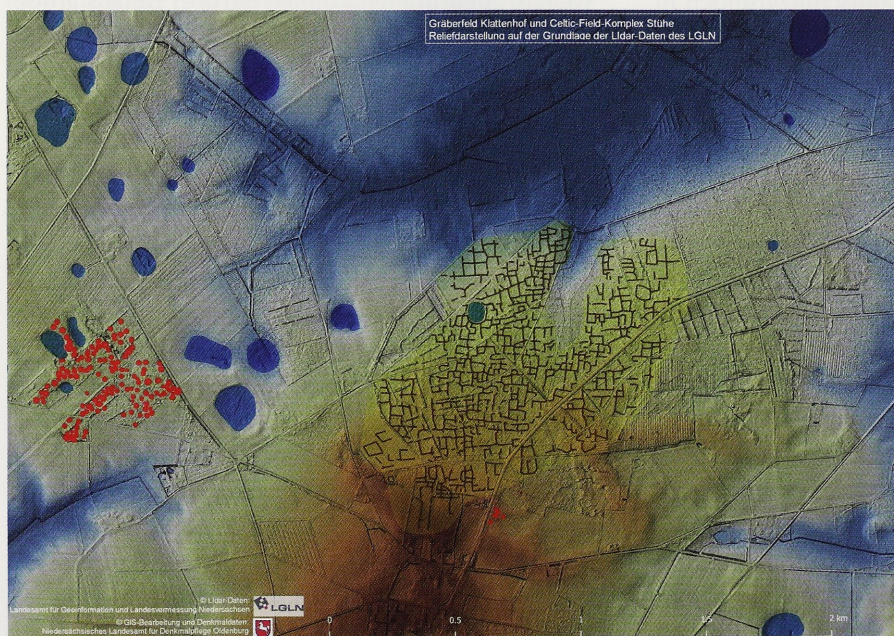 Gräberfeld Klattenhof und Celtic-Field-Komplex Stühe
Reliefdarstellung auf der Grundlage der LIdar-Daten des LGLN
© LIdar-Daten:
Landesamt für Geoinformation und Landesvermessung Niedersachsen
LGLN
© GIS-Bearbeitung und Denkmaldaten:
Niedersächsisches Landesamt für Denkmalpflege Oldenburg
0 0.5 1 1.5 2 km